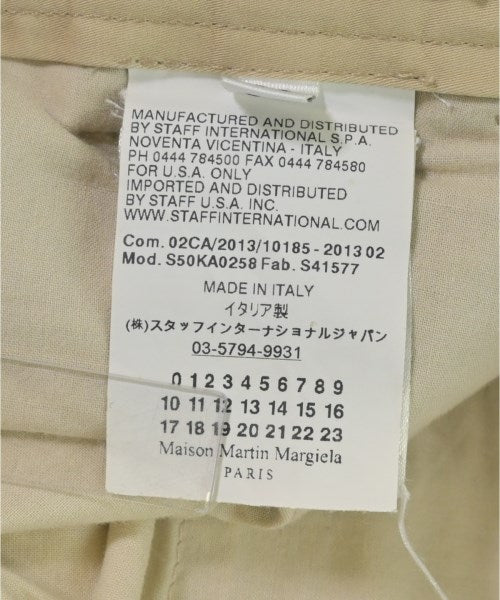 MANUFACTURED AND DISTRIBUTED
BY STAFF INTERNATIONAL S.P.A.
NOVENTA VICENTINA - ITALY
PH 0444 784500 FAX 0444 784580
FOR U.S.A. ONLY
IMPORTED AND DISTRIBUTED
BY STAFF U.S.A. INC.
WWW.STAFFINTERNATIONAL.COM
Com. 02CA/2013/10185 - 2013 02
Mod. S50KA0258 Fab. S41577
MADE IN ITALY
イタリア製
(株)スタッフインターナショナルジャパン
03-5794-9931
0 1 2 3 4 5 6 7 8 9
10 11 12 13 14 15 16
17 18 19 20 21 22 23
Maison Martin Margiela
PARIS